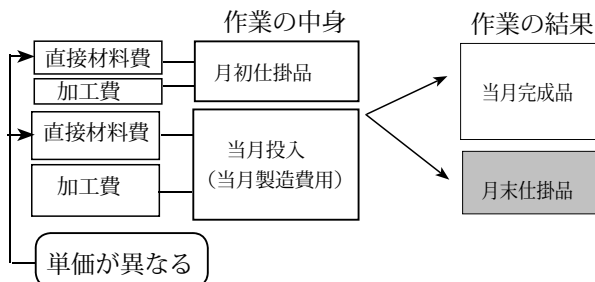 作業の中身
作業の結果
直接材料費
加工費
月初仕掛品
直接材料費
加工費
当月投入
（当月製造費用）
当月完成品
月末仕掛品
単価が異なる